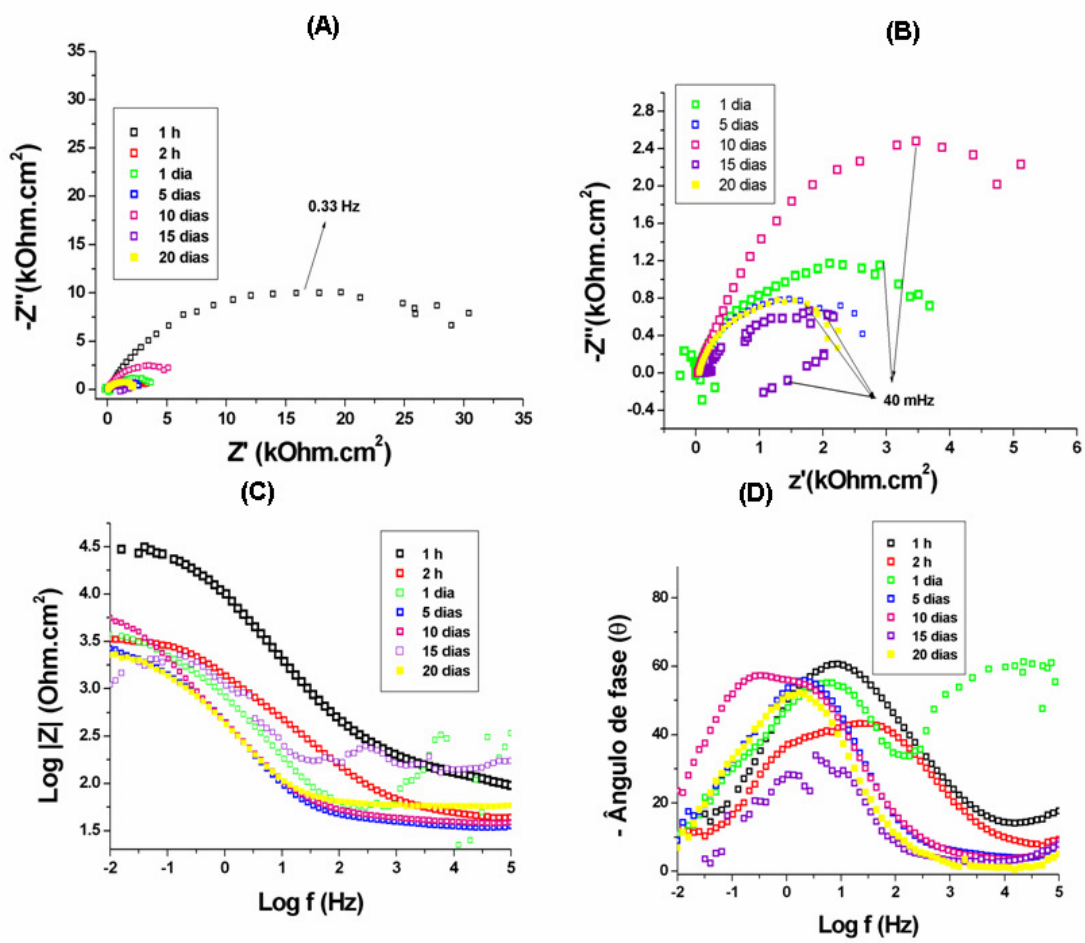 (A)
35
30
25
20
15
10
5
0
-Z''(kOhm.cm²)
1 h
2 h
1 dia
5 dias
10 dias
15 dias
20 dias
0.33 Hz
0 5 10 15 20 25 30 35
Z' (kOhm.cm²)
(B)
2.8
2.4
2.0
1.6
1.2
0.8
0.4
0.0
-0.4
-Z''(kOhm.cm²)
1 dia
5 dias
10 dias
15 dias
20 dias
40 mHz
0 1 2 3 4 5 6
z'(kOhm.cm²)
(C)
4.5
4.0
3.5
3.0
2.5
2.0
1.5
Log |Z| (Ohm.cm²)
1 h
2 h
1 dia
5 dias
10 dias
15 dias
20 dias
-2 -1 0 1 2 3 4 5
Log f (Hz)
(D)
80
60
40
20
0
- Ângulo de fase (θ)
1 h
2 h
1 dia
5 dias
10 dias
15 dias
20 dias
-2 -1 0 1 2 3 4 5
Log f (Hz)